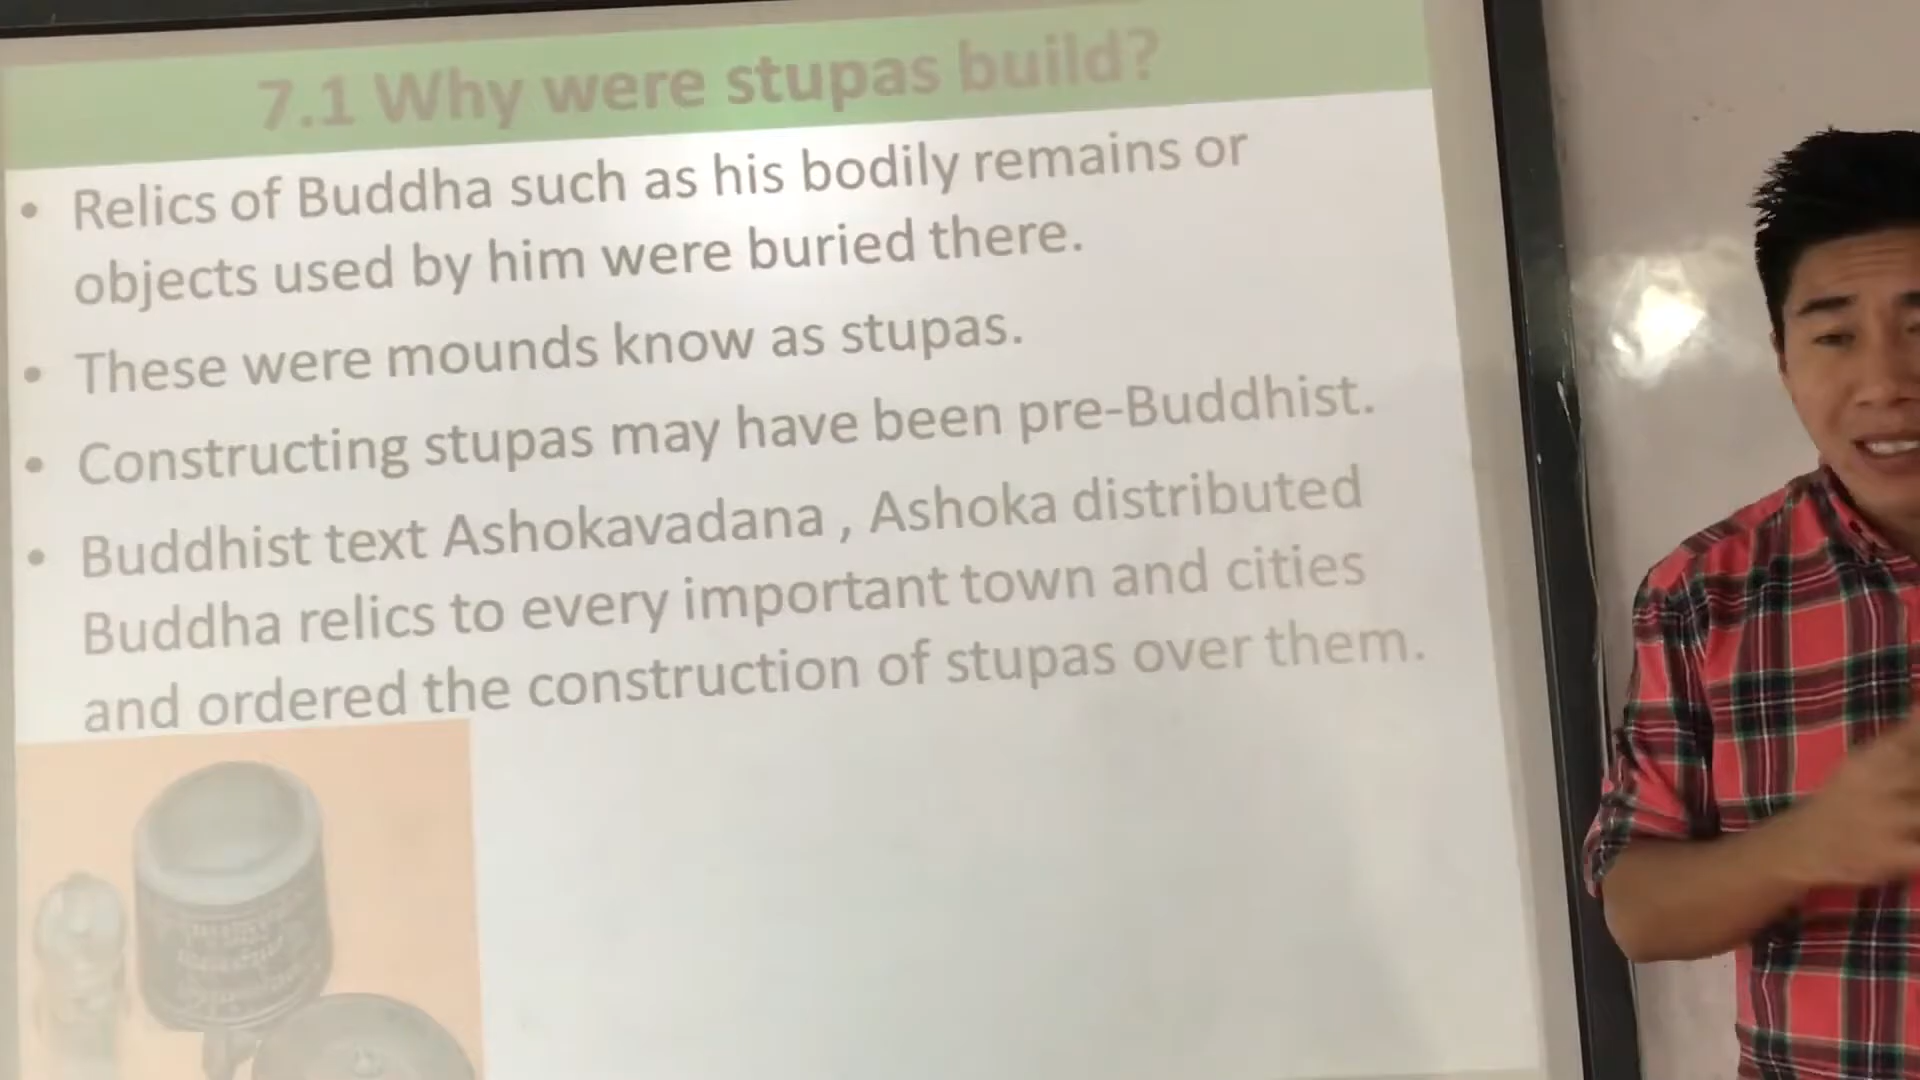 7.1 Why were stupas build?
• Relics of Buddha such as his bodily remains or
objects used by him were buried there.
• These were mounds know as stupas.
• Constructing stupas may have been pre-Buddhist.
• Buddhist text Ashokavadana , Ashoka distributed
Buddha relics to every important town and cities
and ordered the construction of stupas over them.